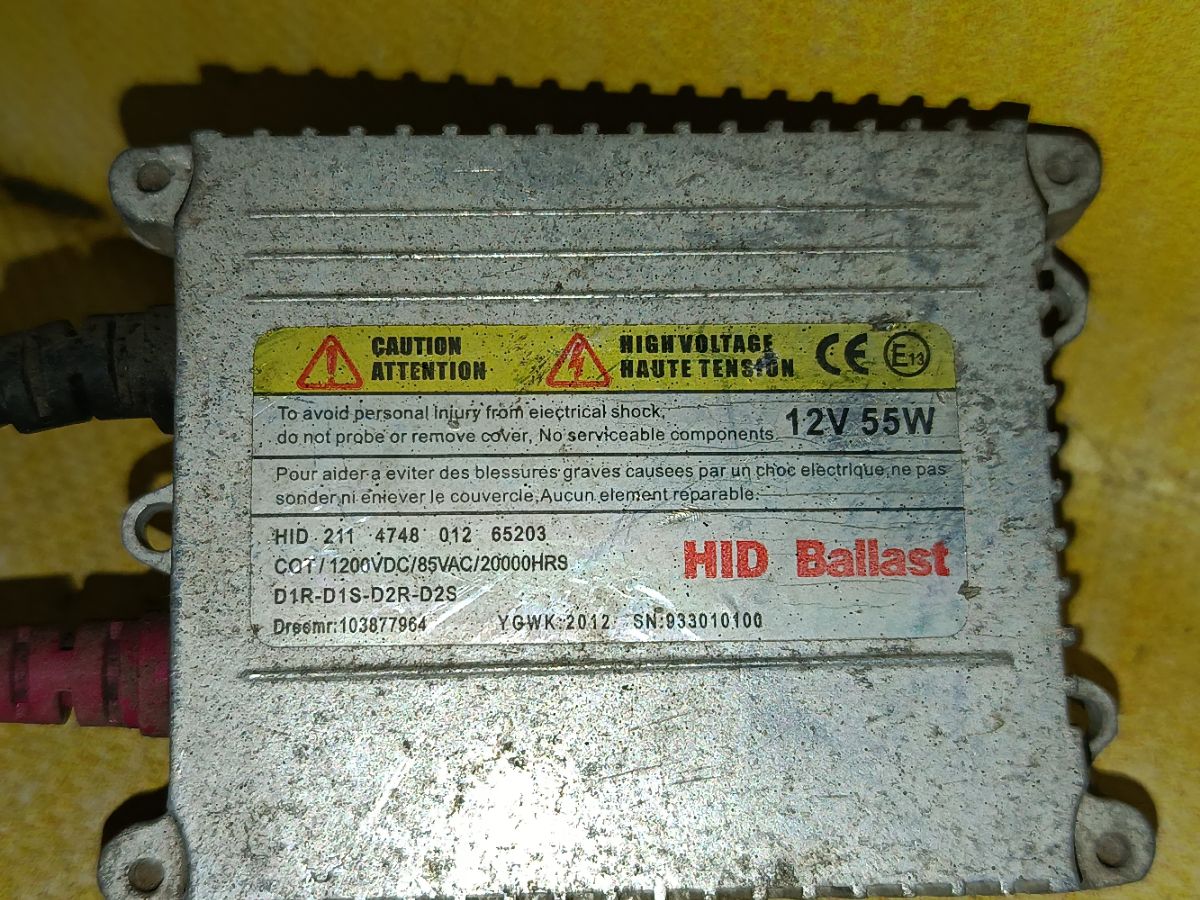 CAUTION
ATTENTION
HIGH VOLTAGE
HAUTE TENSION
CE
E13
To avoid personal injury from electrical shock,
do not probe or remove cover, No serviceable components.
12V 55W
Pour aider a eviter des blessures graves causees par un choc electrique, ne pas
sonder ni eniever le couvercle, Aucun element reparable.
HID 211 4748 012 65203
CQT/1200VDC/85VAC/20000HRS
D1R-D1S-D2R-D2S
HID Ballast
Dresmr:103877964 YGWK:2012 SN:933010100